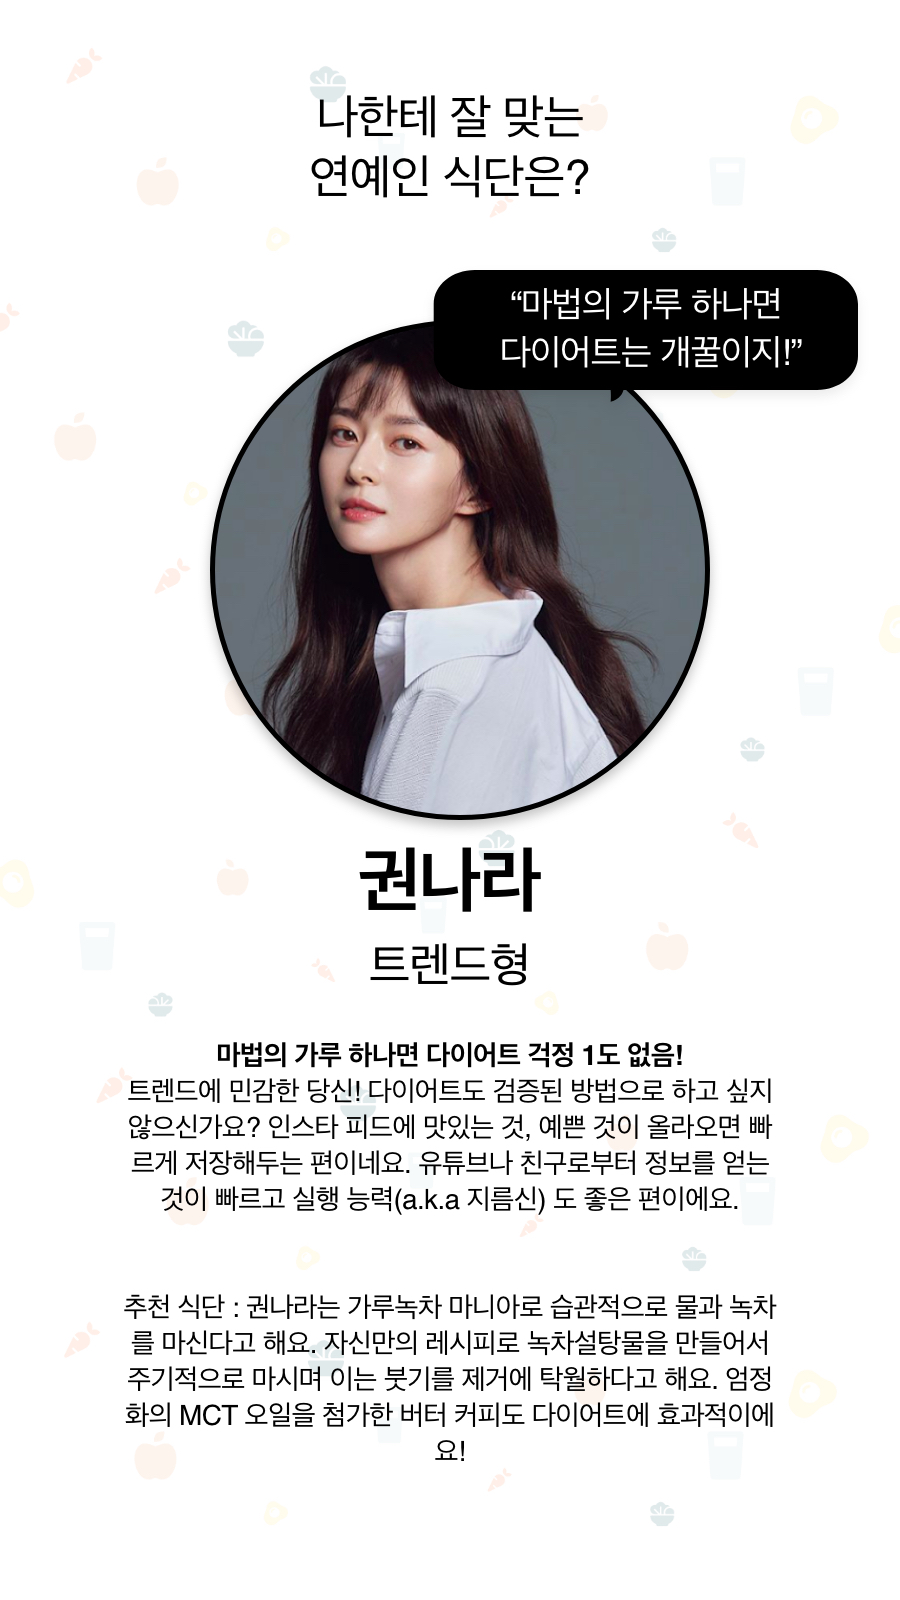 나한테 잘 맞는
연예인 식단은?
“마법의 가루 하나면
다이어트는 개꿀이지!”
권나라
트렌드형
마법의 가루 하나면 다이어트 걱정 1도 없음!
트렌드에 민감한 당신! 다이어트도 검증된 방법으로 하고 싶지
않으신가요? 인스타 피드에 맛있는 것, 예쁜 것이 올라오면 빠
르게 저장해두는 편이네요. 유튜브나 친구로부터 정보를 얻는
것이 빠르고 실행 능력(a.k.a 지름신) 도 좋은 편이에요.
추천 식단 : 권나라는 가루녹차 마니아로 습관적으로 물과 녹차
를 마신다고 해요. 자신만의 레시피로 녹차설탕물을 만들어서
주기적으로 마시며 이는 붓기를 제거에 탁월하다고 해요. 엄정
화의 MCT 오일을 첨가한 버터 커피도 다이어트에 효과적이에
요!